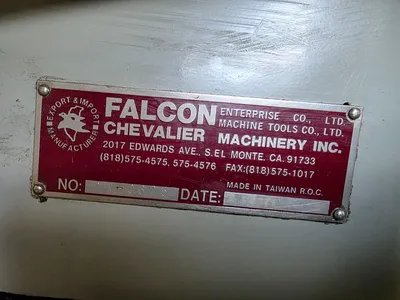 EXPORT & IMPORT
MANUFACTURER
FALCON ENTERPRISE CO., LTD.
MACHINE TOOLS CO., LTD.
CHEVALIER MACHINERY INC.
2017 EDWARDS AVE., S.EL MONTE. CA. 91733
(818)575-4575. 575-4576 FAX:(818)575-1017
MADE IN TAIWAN R.O.C.
NO: DATE: